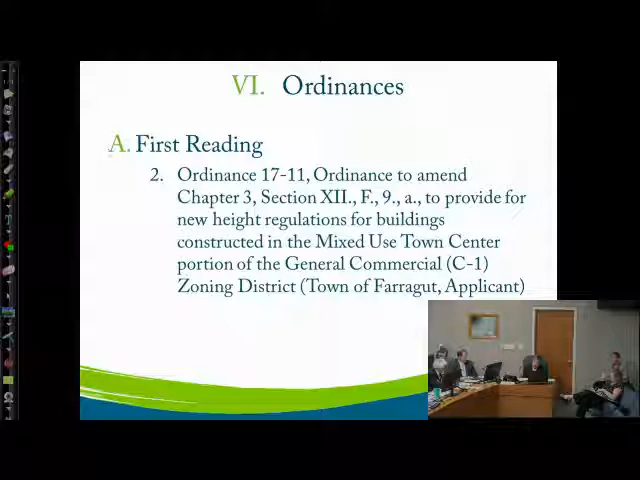 VI. Ordinances
A. First Reading
2. Ordinance 17-11, Ordinance to amend
Chapter 3, Section XII., F., 9., a., to provide for
new height regulations for buildings
constructed in the Mixed Use Town Center
portion of the General Commercial (C-1)
Zoning District (Town of Farragut, Applicant)